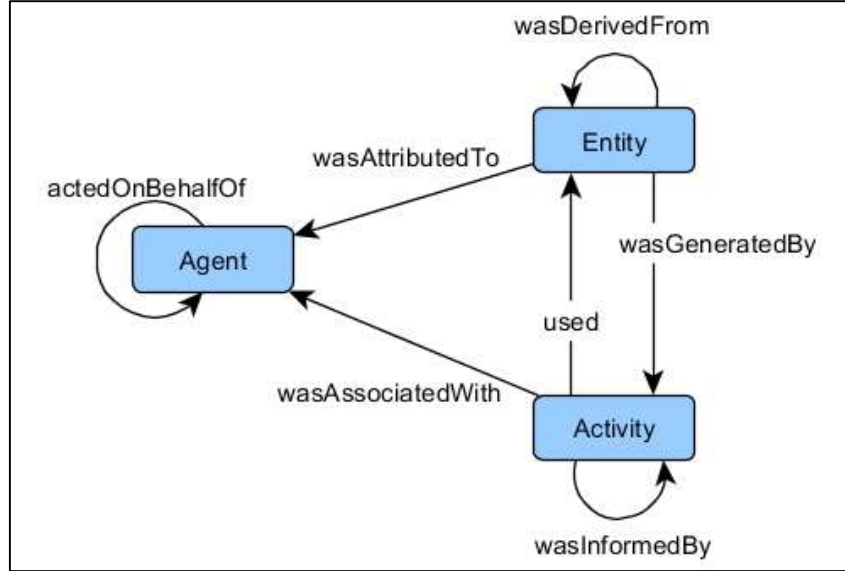 wasDerivedFrom
Entity
wasAttributedTo
actedOnBehalfOf
Agent
wasGeneratedBy
used
wasAssociatedWith
Activity
wasInformedBy